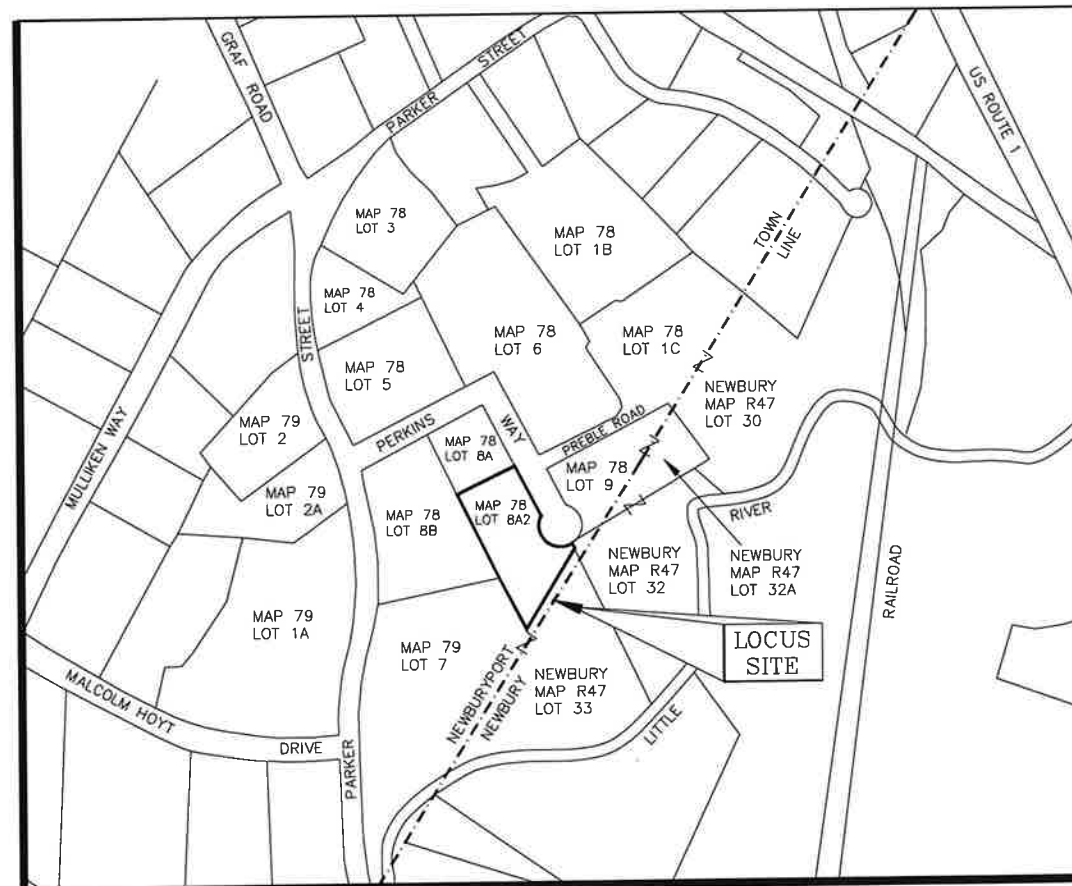 GRAF ROAD
PARKER
STREET
US ROUTE 1
MAP 78
LOT 3
MAP 78
LOT 1B
TOWN
LINE
MAP 78
LOT 4
STREET
MAP 78
LOT 5
MAP 78
LOT 6
MAP 78
LOT 1C
NEWBURY
MAP R47
LOT 30
MULLIKEN WAY
MAP 79
LOT 2
PERKINS
WAY
PREBLE ROAD
MAP 78
LOT 8A
MAP 78
LOT 9
MAP 79
LOT 2A
MAP 78
LOT 8B
MAP 78
LOT 8A2
RIVER
NEWBURY
MAP R47
LOT 32
NEWBURY
MAP R47
LOT 32A
RAILROAD
MAP 79
LOT 1A
MAP 79
LOT 7
LOCUS
SITE
NEWBURYPORT
NEWBURY
NEWBURY
MAP R47
LOT 33
LITTLE
MALCOLM HOYT
DRIVE
PARKER